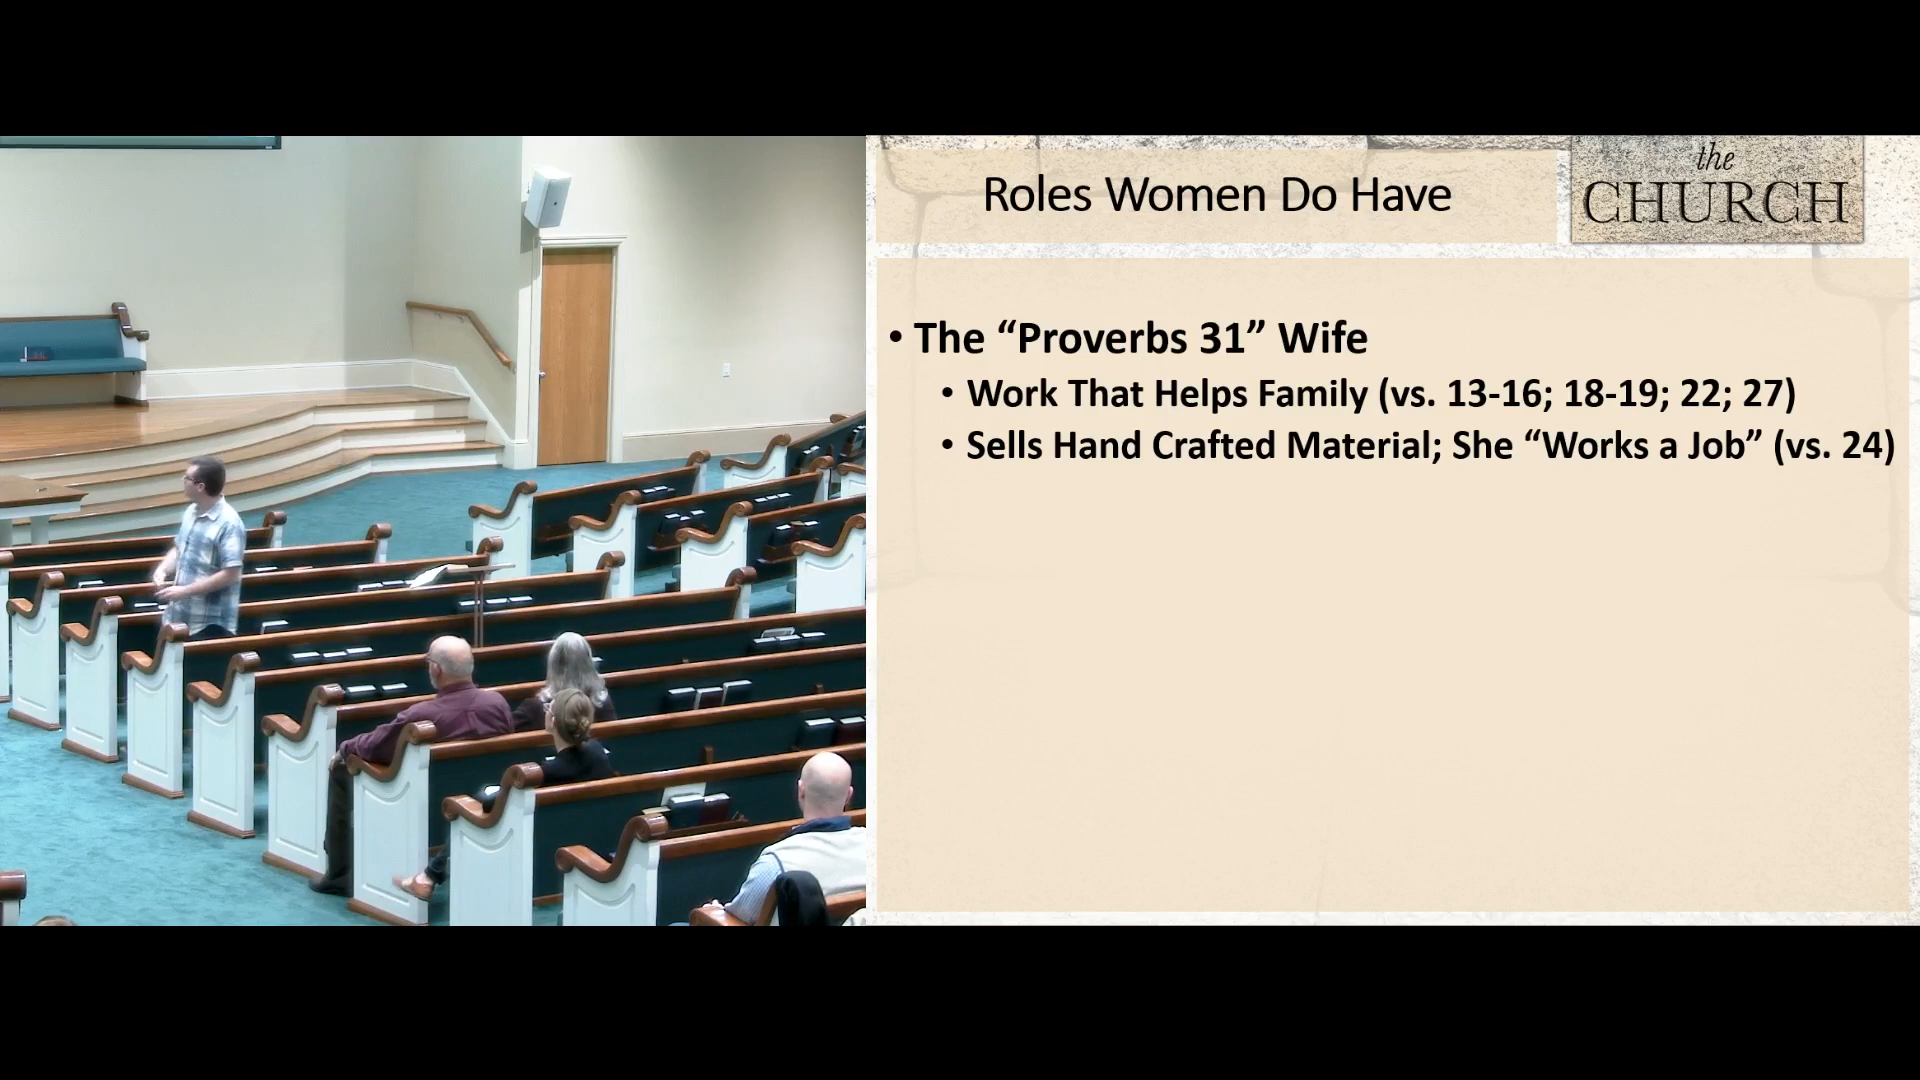 Roles Women Do Have
the
CHURCH
• The “Proverbs 31” Wife
• Work That Helps Family (vs. 13-16; 18-19; 22; 27)
• Sells Hand Crafted Material; She “Works a Job” (vs. 24)